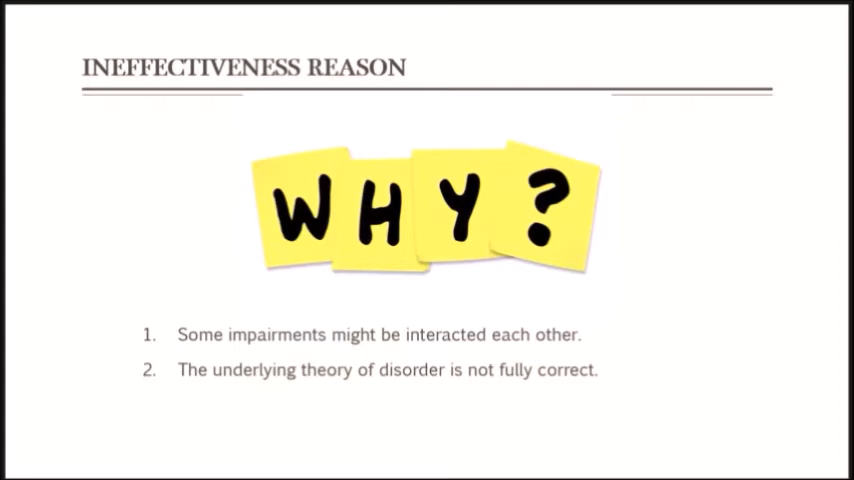 INEFFECTIVENESS REASON
WHY?
1. Some impairments might be interacted each other.
2. The underlying theory of disorder is not fully correct.